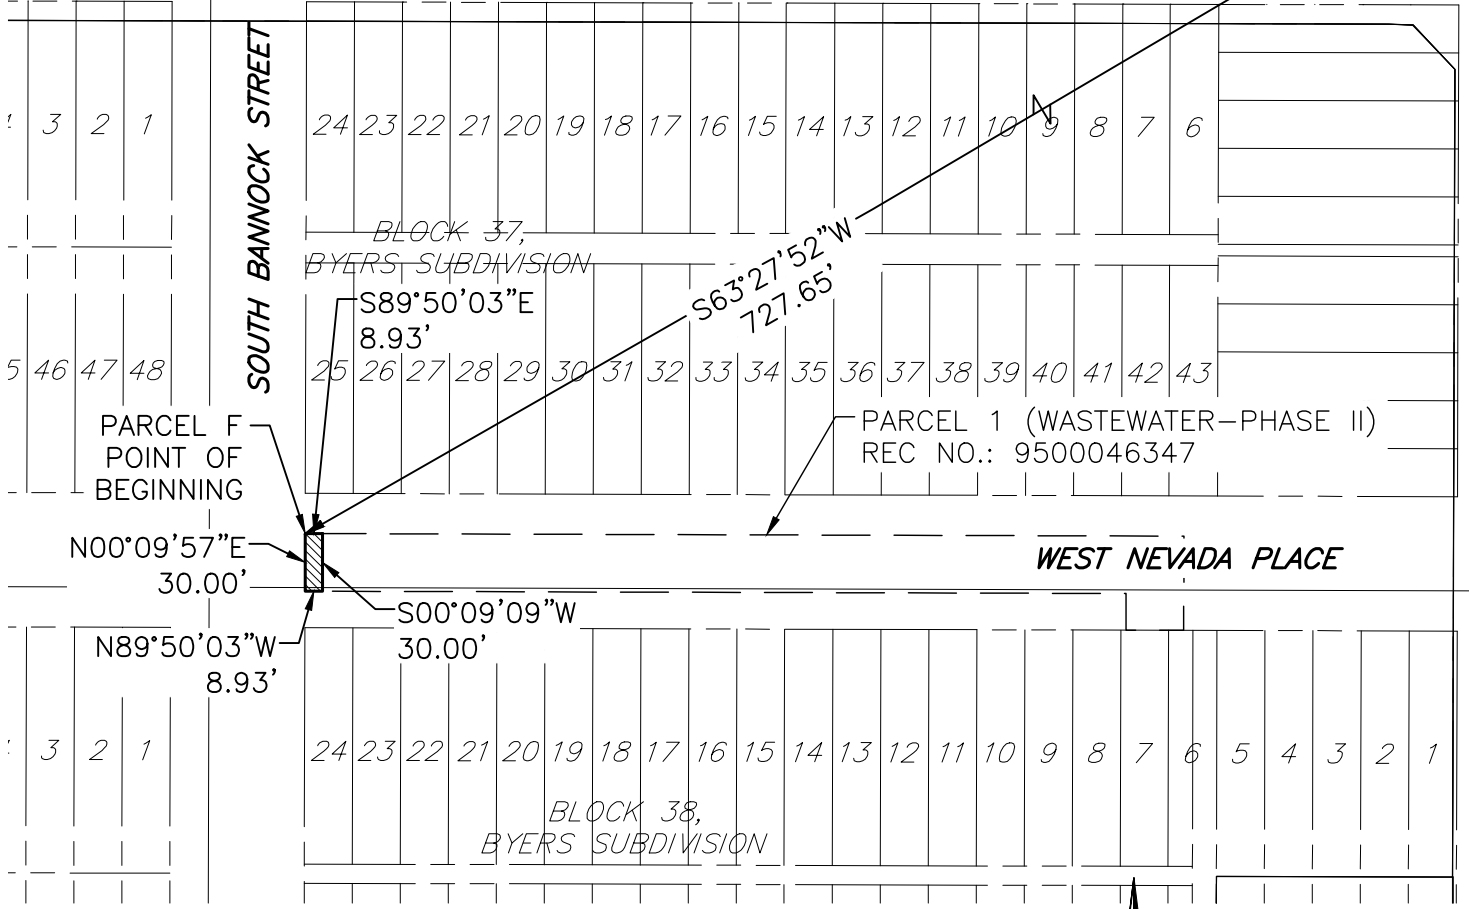 SOUTH BANNOCK STREET
3 2 1
24 23 22 21 20 19 18 17 16 15 14 13 12 11 10 9 8 7 6
BLOCK 37,
BYERS SUBDIVISION
S63°27'52"W
727.65'
S89°50'03"E
8.93'
46 47 48
25 26 27 28 29 30 31 32 33 34 35 36 37 38 39 40 41 42 43
PARCEL F
POINT OF
BEGINNING
PARCEL 1 (WASTEWATER-PHASE II)
REC NO.: 9500046347
N00°09'57"E
30.00'
WEST NEVADA PLACE
S00°09'09"W
30.00'
N89°50'03"W
8.93'
3 2 1
24 23 22 21 20 19 18 17 16 15 14 13 12 11 10 9 8 7 6 5 4 3 2 1
BLOCK 38,
BYERS SUBDIVISION